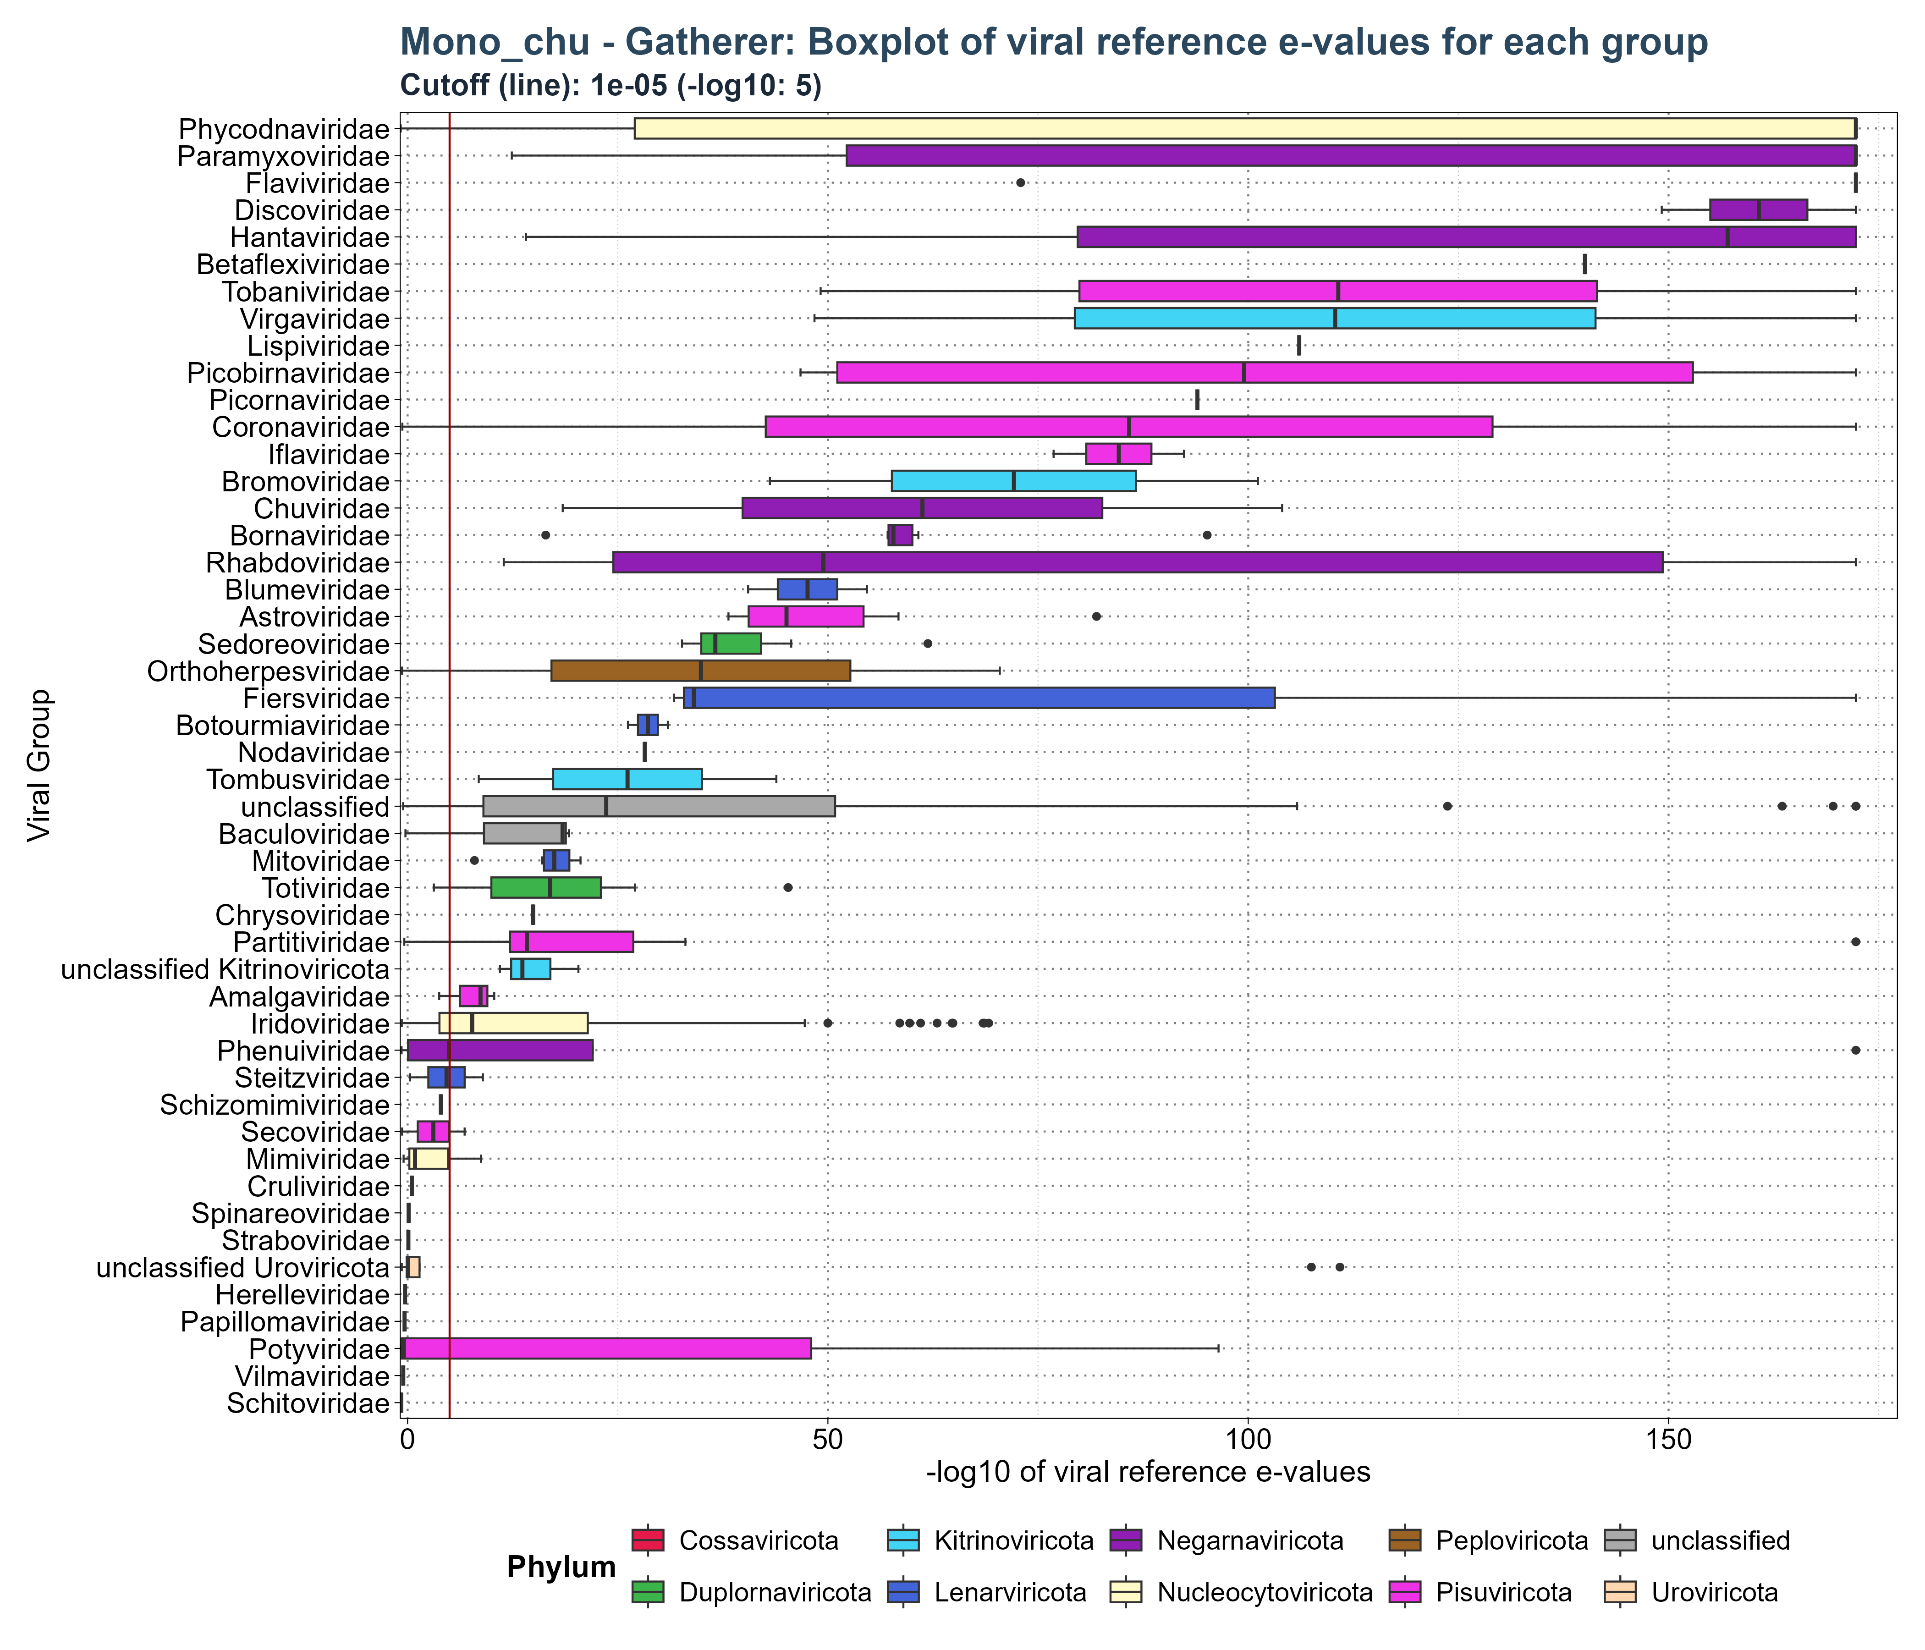 Mono_chu - Gatherer: Boxplot of viral reference e-values for each group
Cutoff (line): 1e-05 (-log10: 5)
Viral Group
Phycodnaviridae
Paramyxoviridae
Flaviviridae
Discoviridae
Hantaviridae
Betaflexiviridae
Tobaniviridae
Virgaviridae
Lispiviridae
Picobirnaviridae
Picornaviridae
Coronaviridae
Iflaviridae
Bromoviridae
Chuviridae
Bornaviridae
Rhabdoviridae
Blumeviridae
Astroviridae
Sedoreoviridae
Orthoherpesviridae
Fiersviridae
Botourmiaviridae
Nodaviridae
Tombusviridae
unclassified
Baculoviridae
Mitoviridae
Totiviridae
Chrysoviridae
Partitiviridae
unclassified Kitrinoviricota
Amalgaviridae
Iridoviridae
Phenuiviridae
Steitzviridae
Schizomimiviridae
Secoviridae
Mimiviridae
Cruliviridae
Spinareoviridae
Straboviridae
unclassified Uroviricota
Herelleviridae
Papillomaviridae
Potyviridae
Vilmaviridae
Schitoviridae
0 50 100 150
-log10 of viral reference e-values
Phylum
Cossaviricota Kitrinoviricota Negarnaviricota Peploviricota unclassified
Duplornaviricota Lenarviricota Nucleocytoviricota Pisuviricota Uroviricota